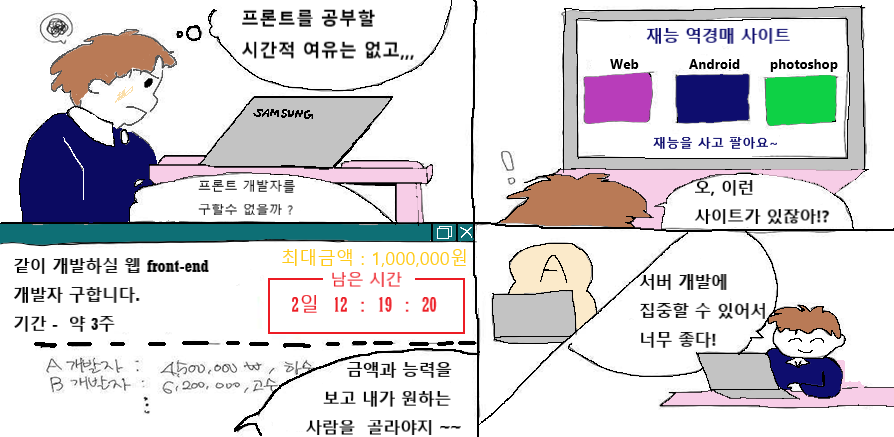 프론트를 공부할
시간적 여유는 없고,,,
SAMSUNG
프론트 개발자를
구할수 없을까 ?
재능 역경매 사이트
Web Android photoshop
재능을 사고 팔아요~
!
오, 이런
사이트가 있잖아!?
같이 개발하실 웹 front-end
개발자 구합니다.
기간 - 약 3주
최대금액 : 1,000,000원
남은 시간
2일 12 : 19 : 20
A 개발자 : 4,500,000 ₩, 하수
B 개발자 : 6,200,000, 고수
금액과 능력을
보고 내가 원하는
사람을 골라야지 ~~
A
서버 개발에
집중할 수 있어서
너무 좋다!